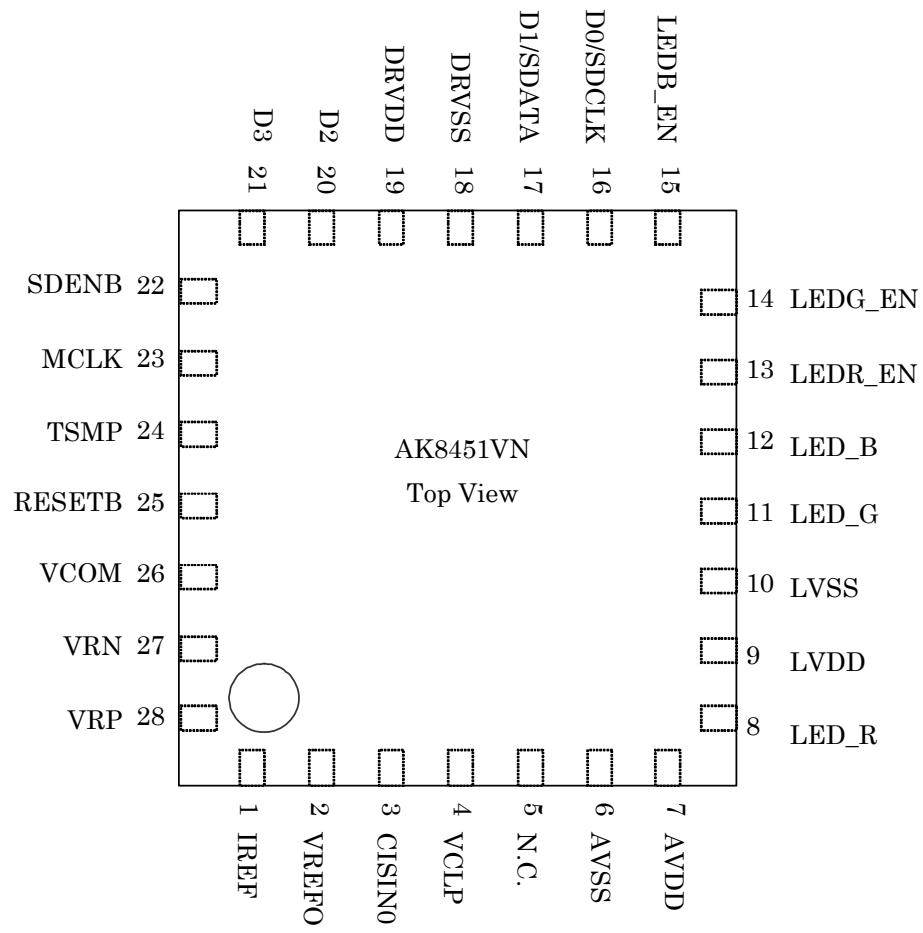 D3 21
D2 20
DRVDD 19
DRVSS 18
D1/SDATA 17
D0/SDCLK 16
LEDB_EN 15
SDENB 22
MCLK 23
TSMP 24
RESETB 25
VCOM 26
VRN 27
VRP 28
AK8451VN
Top View
14 LEDG_EN
13 LEDR_EN
12 LED_B
11 LED_G
10 LVSS
9 LVDD
8 LED_R
1 IREF
2 VREFO
3 CISIN0
4 VCLP
5 N.C.
6 AVSS
7 AVDD